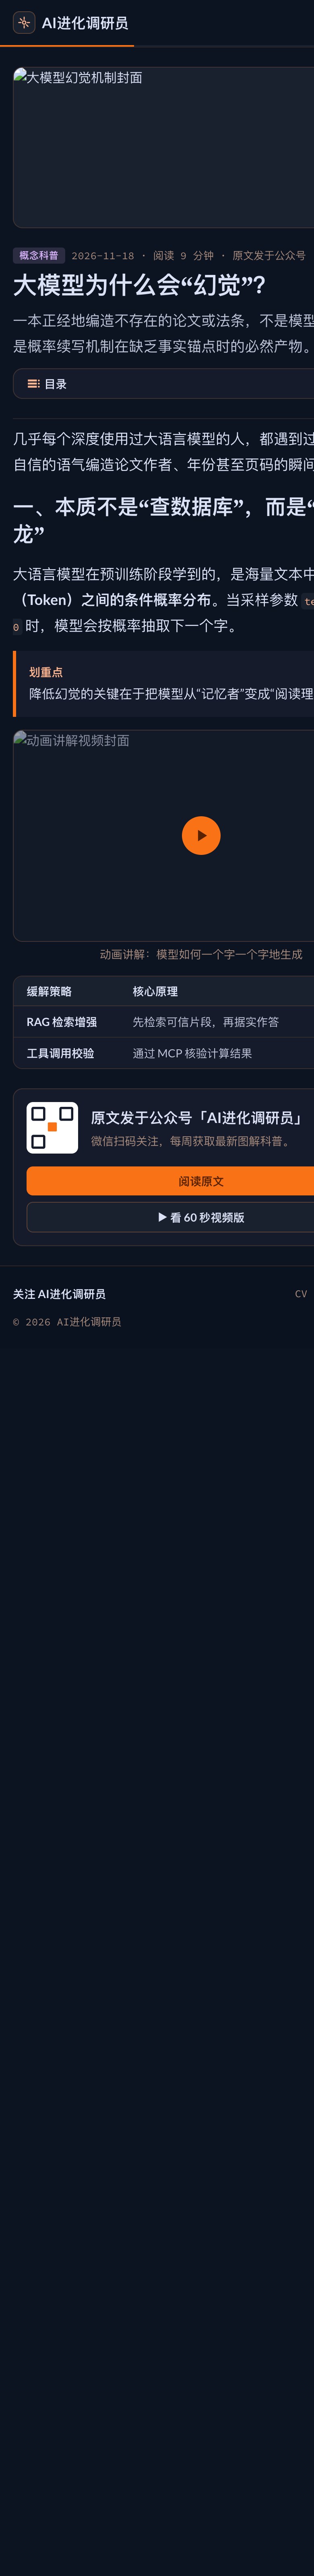 AI进化调研员
大模型幻觉机制封面
概念科普 2026-11-18 · 阅读 9 分钟 · 原文发于公众号
大模型为什么会“幻觉”？
一本正经地编造不存在的论文或法条，不是模型
是概率续写机制在缺乏事实锚点时的必然产物。
目录
几乎每个深度使用过大语言模型的人，都遇到过
自信的语气编造论文作者、年份甚至页码的瞬间
一、本质不是“查数据库”，而是“
龙”
大语言模型在预训练阶段学到的，是海量文本中
（Token）之间的条件概率分布。当采样参数 te
0 时，模型会按概率抽取下一个字。
划重点
降低幻觉的关键在于把模型从“记忆者”变成“阅读理
动画讲解视频封面
动画讲解：模型如何一个字一个字地生成
缓解策略 核心原理
RAG 检索增强 先检索可信片段，再据实作答
工具调用校验 通过 MCP 核验计算结果
原文发于公众号「AI进化调研员」
微信扫码关注，每周获取最新图解科普。
阅读原文
▶ 看 60 秒视频版
关注 AI进化调研员 CV
© 2026 AI进化调研员